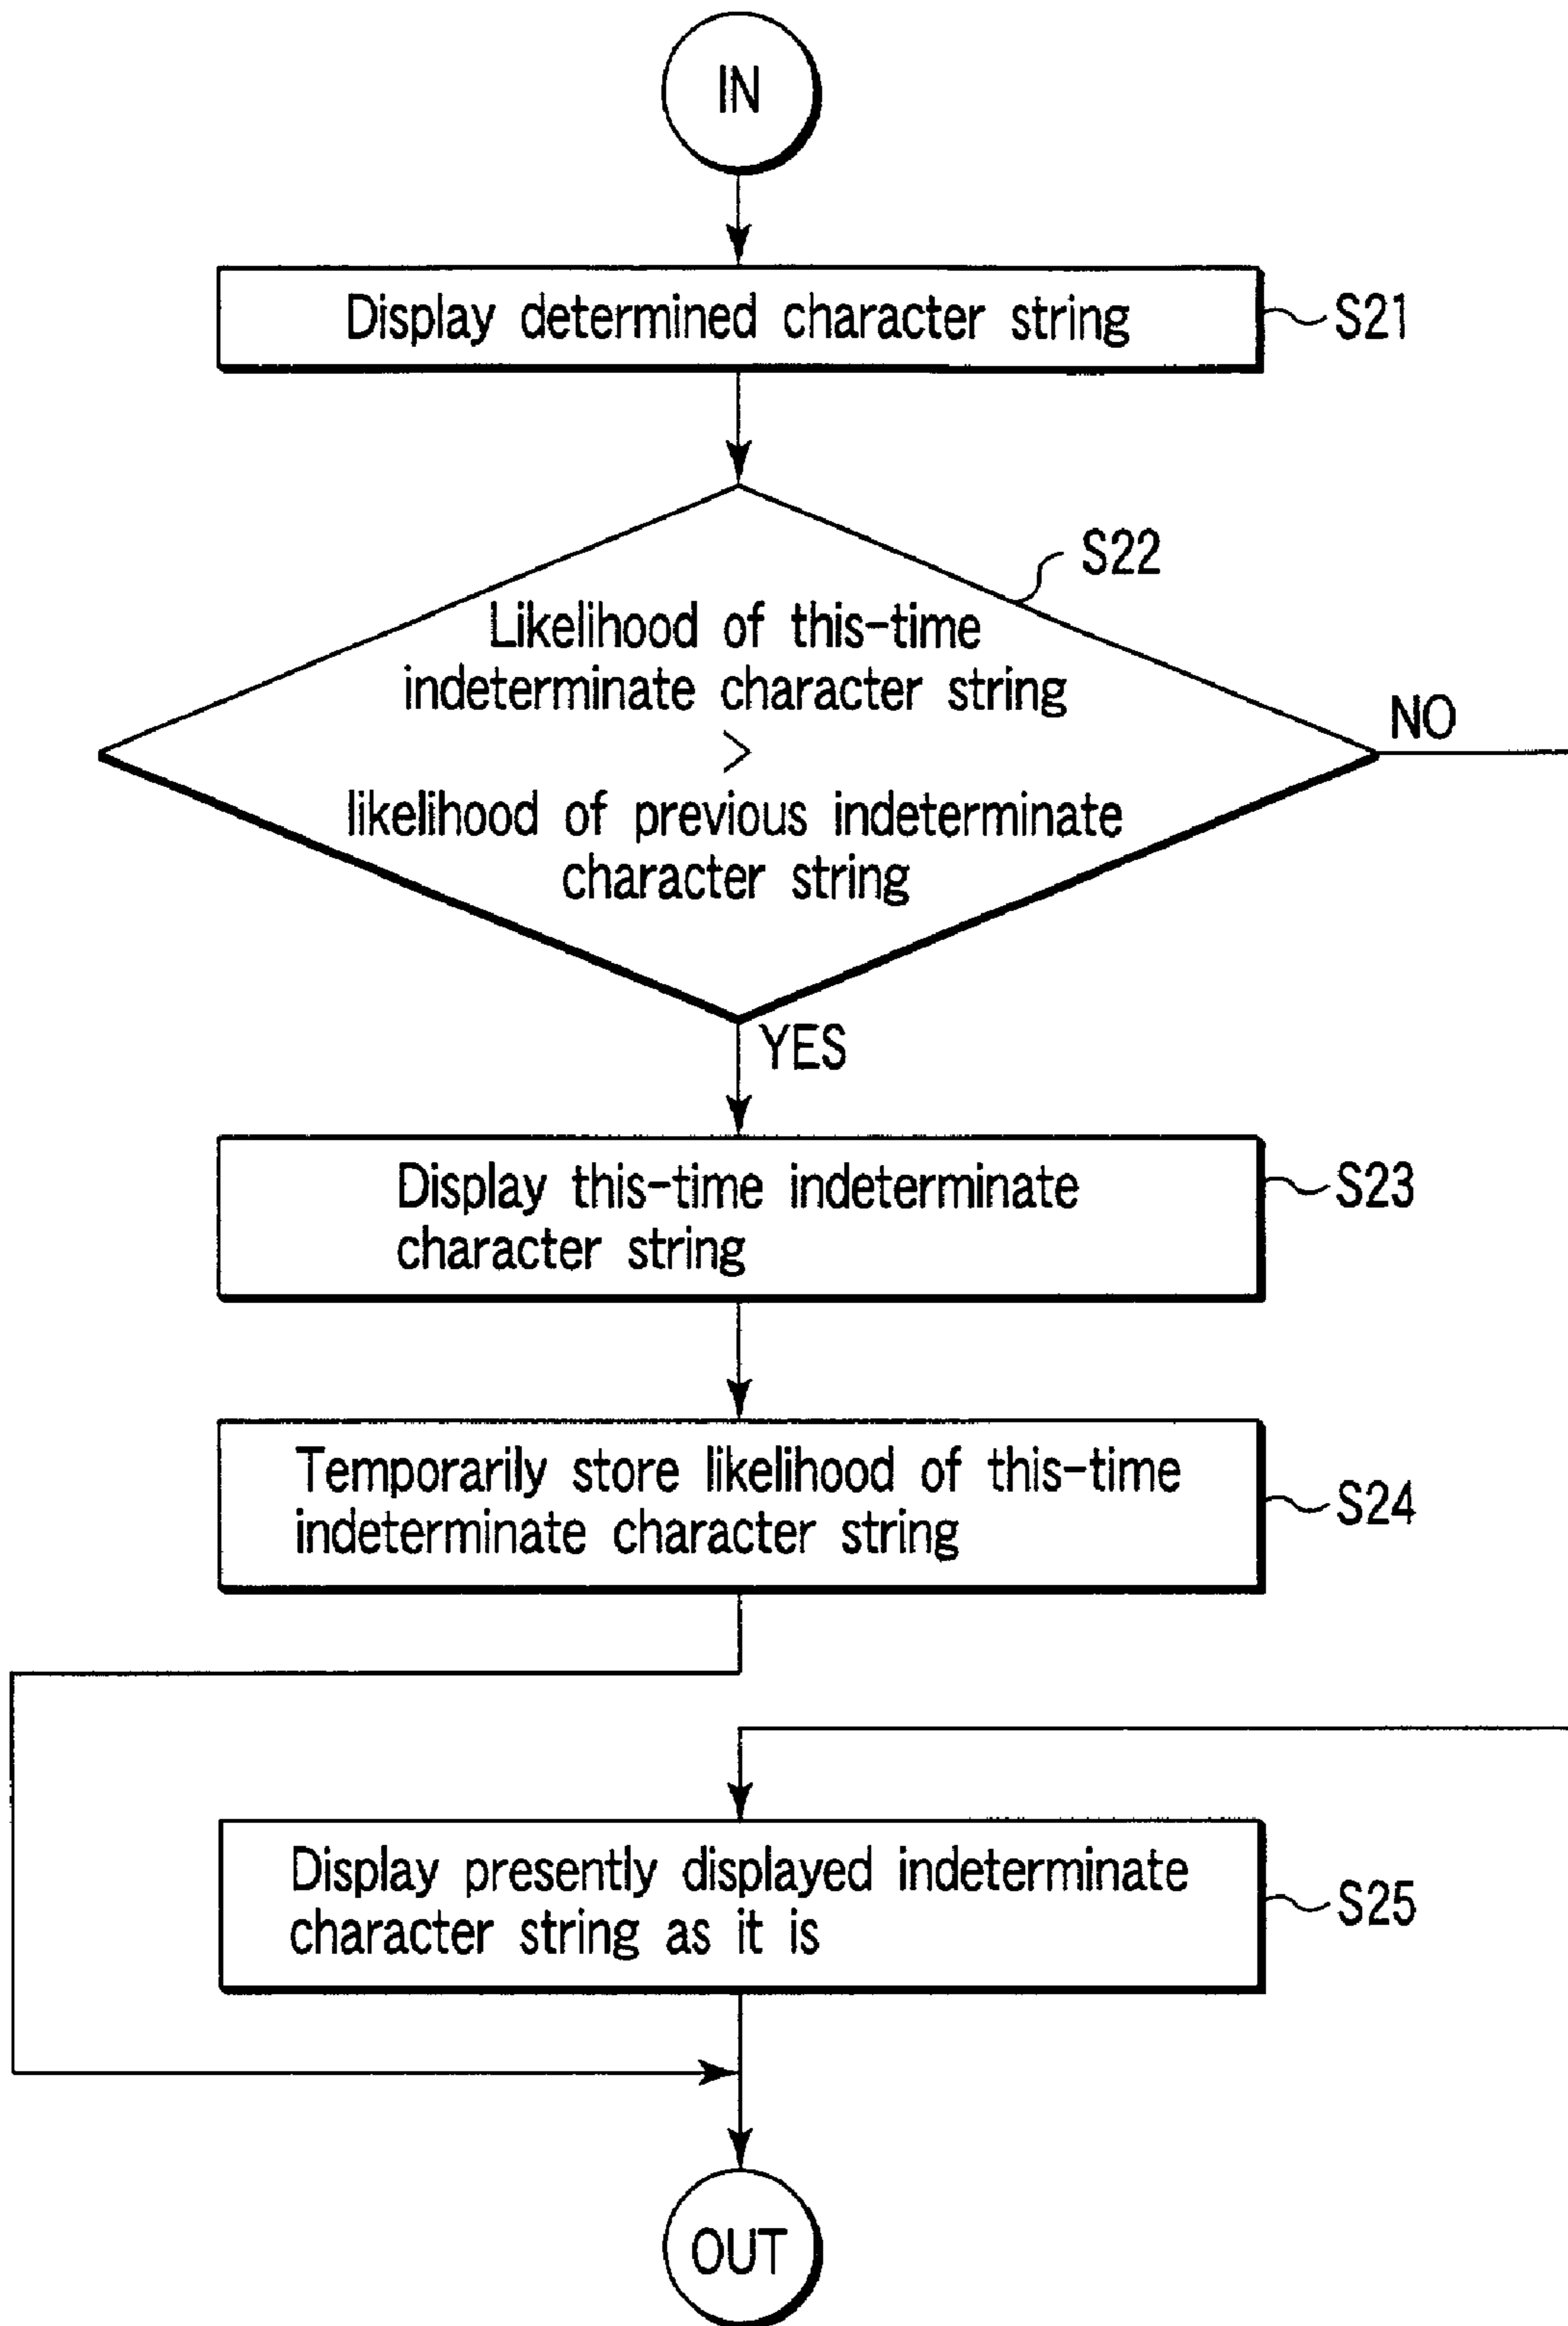 IN
Display determined character string
S21
S22
Likelihood of this-time
indeterminate character string
>
likelihood of previous indeterminate
character string
NO
YES
Display this-time indeterminate
character string
S23
Temporarily store likelihood of this-time
indeterminate character string
S24
Display presently displayed indeterminate
character string as it is
S25
OUT